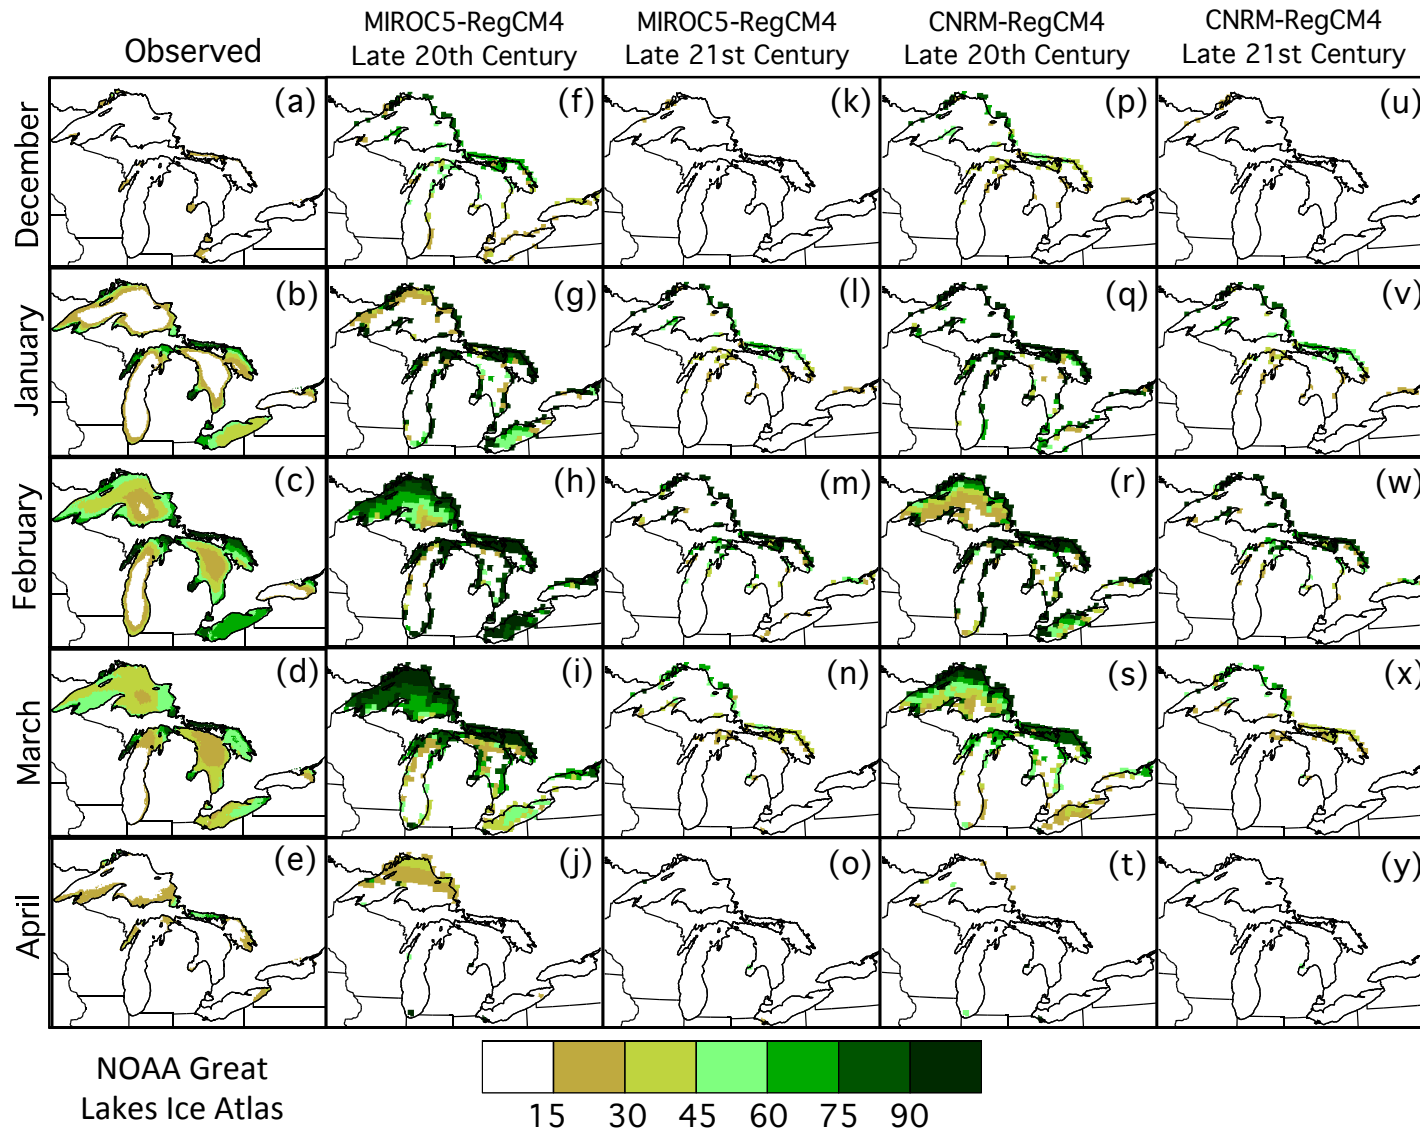 Observed
MIROC5-RegCM4
Late 20th Century
MIROC5-RegCM4
Late 21st Century
CNRM-RegCM4
Late 20th Century
CNRM-RegCM4
Late 21st Century
December
(a)
(f)
(k)
(p)
(u)
January
(b)
(g)
(l)
(q)
(v)
February
(c)
(h)
(m)
(r)
(w)
March
(d)
(i)
(n)
(s)
(x)
April
(e)
(j)
(o)
(t)
(y)
NOAA Great
Lakes Ice Atlas
15 30 45 60 75 90